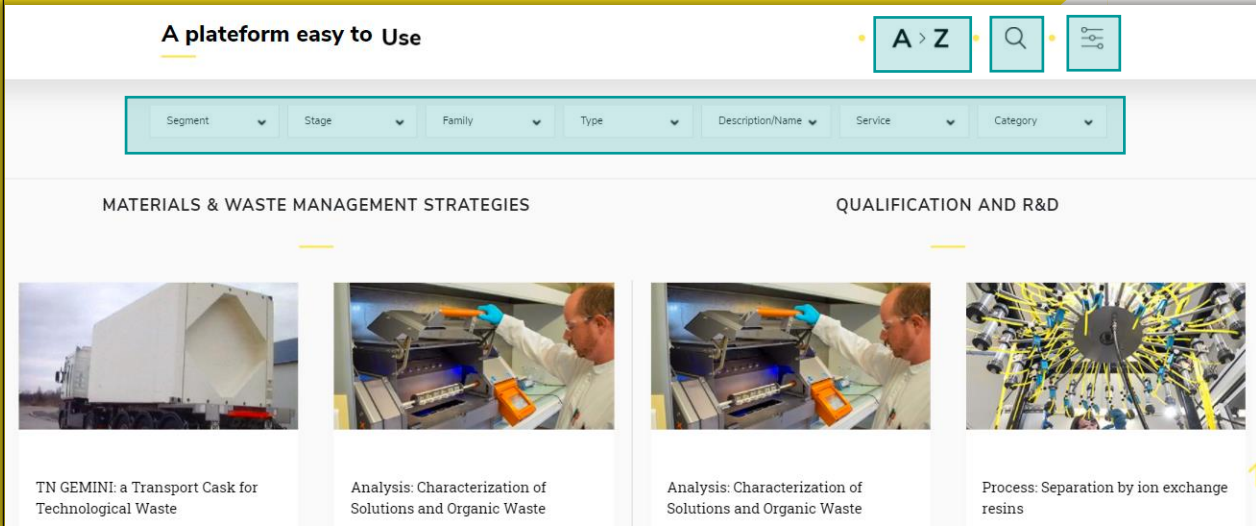 A plateform easy to Use
A > Z
Segment
Stage
Family
Type
Description/Name
Service
Category
MATERIALS & WASTE MANAGEMENT STRATEGIES
QUALIFICATION AND R&D
TN GEMINI: a Transport Cask for
Technological Waste
Analysis: Characterization of
Solutions and Organic Waste
Analysis: Characterization of
Solutions and Organic Waste
Process: Separation by ion exchange
resins